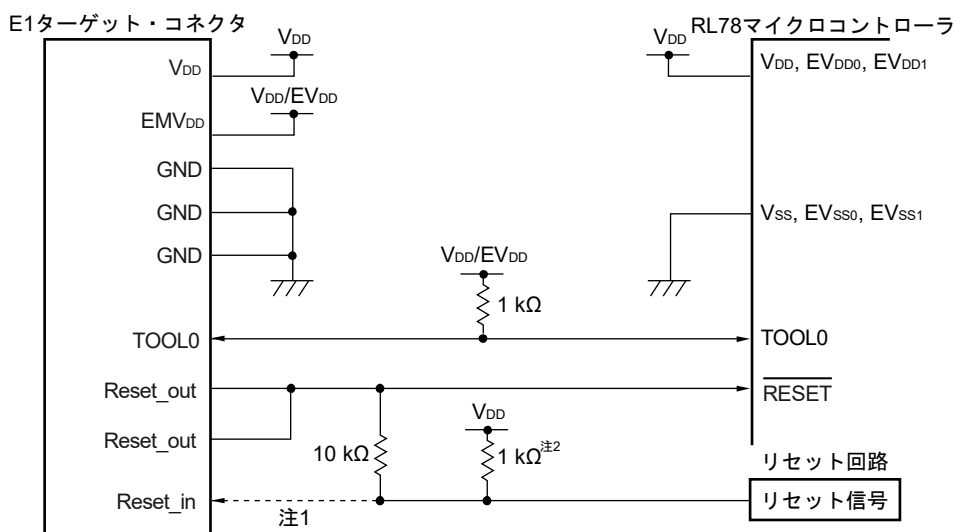 E1ターゲット・コネクタ
RL78マイクロコントローラ
VDD
VDD
VDD
VDD, EVDD0, EVDD1
VDD/EVDD
EMVDD
GND
GND
VSS, EVSS0, EVSS1
GND
VDD/EVDD
1 kΩ
TOOL0
TOOL0
Reset_out
RESET
VDD
Reset_out
10 kΩ
1 kΩ注2
リセット回路
Reset_in
注1
リセット信号